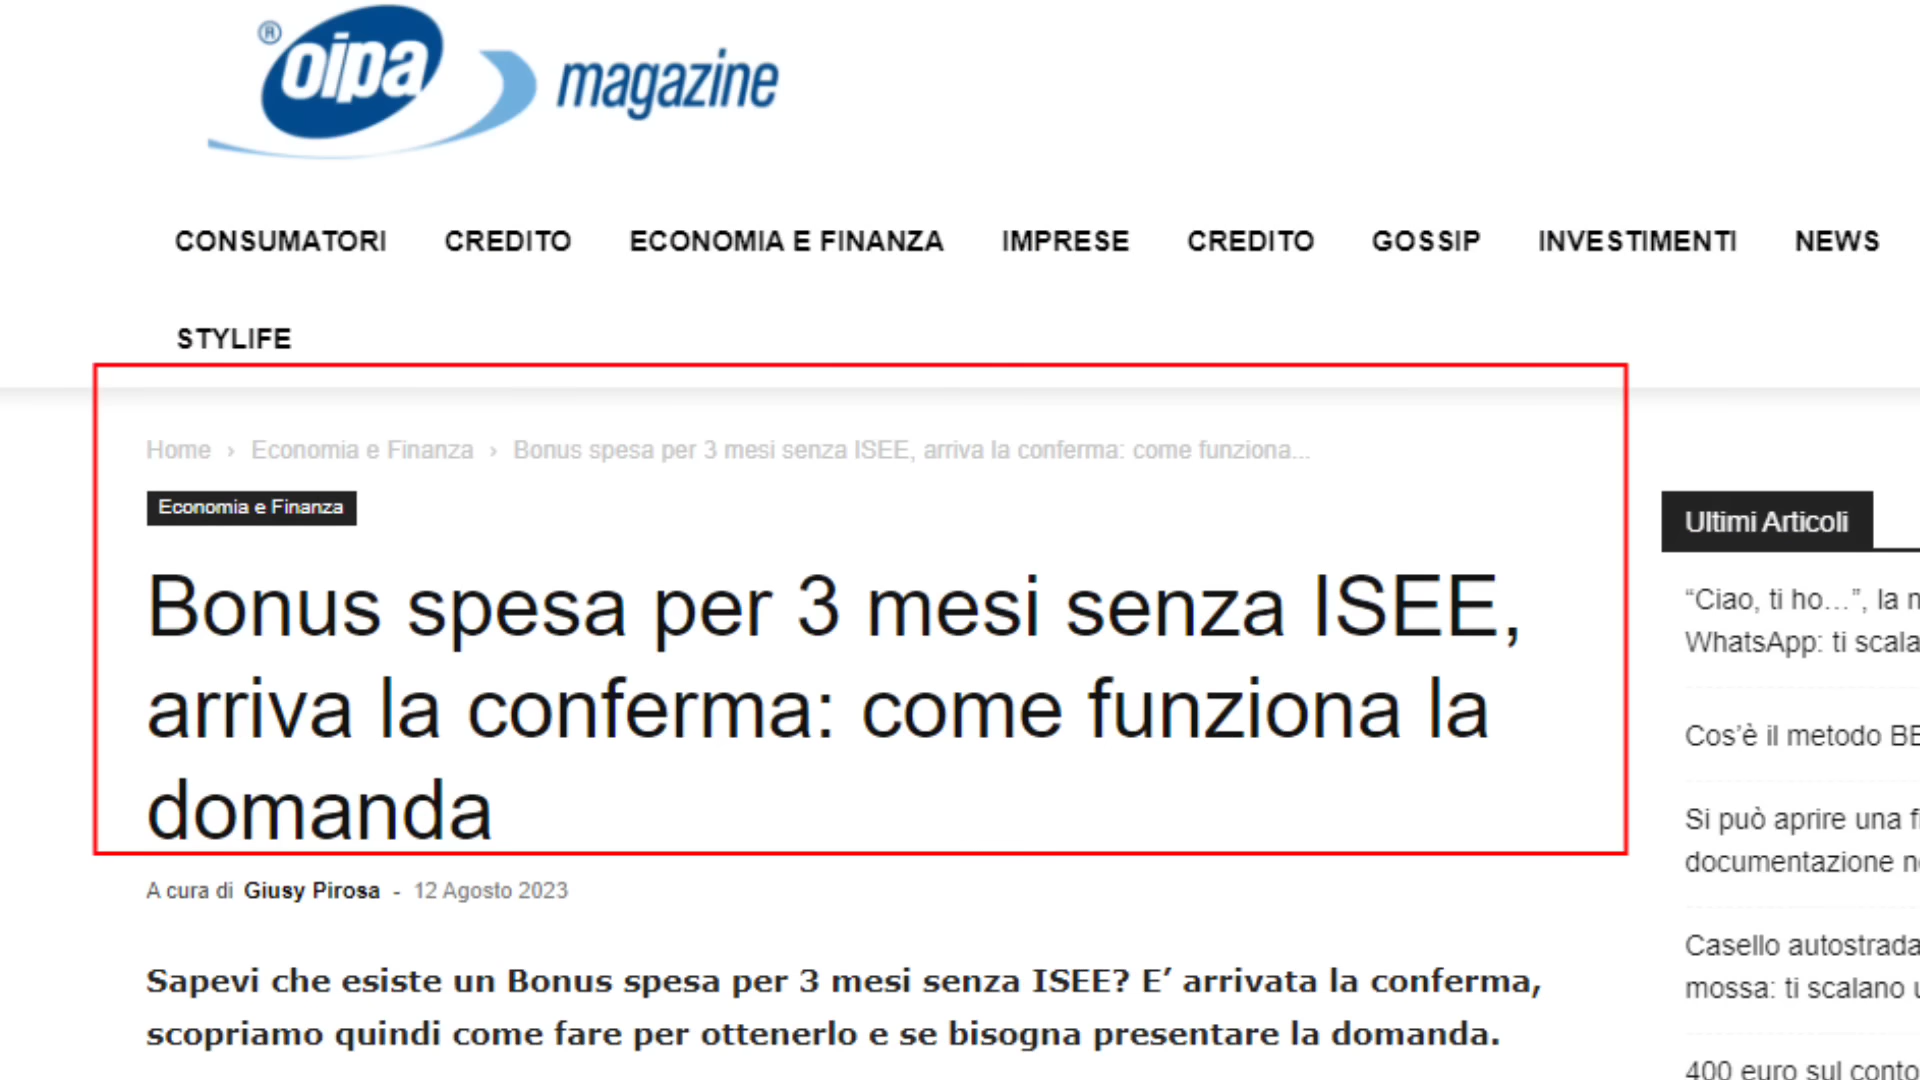 ® oipa magazine
CONSUMATORI CREDITO ECONOMIA E FINANZA IMPRESE CREDITO GOSSIP INVESTIMENTI NEWS
STYLIFE
Home › Economia e Finanza › Bonus spesa per 3 mesi senza ISEE, arriva la conferma: come funziona...
Economia e Finanza
Bonus spesa per 3 mesi senza ISEE,
arriva la conferma: come funziona la
domanda
A cura di Giusy Pirosa - 12 Agosto 2023
Sapevi che esiste un Bonus spesa per 3 mesi senza ISEE? E’ arrivata la conferma,
scopriamo quindi come fare per ottenerlo e se bisogna presentare la domanda.
Ultimi Articoli
“Ciao, ti ho…”, la
WhatsApp: ti scala
Cos’è il metodo
Si può aprire una
documentazione
Casello autostrada
mossa: ti scalano
400 euro sul conto